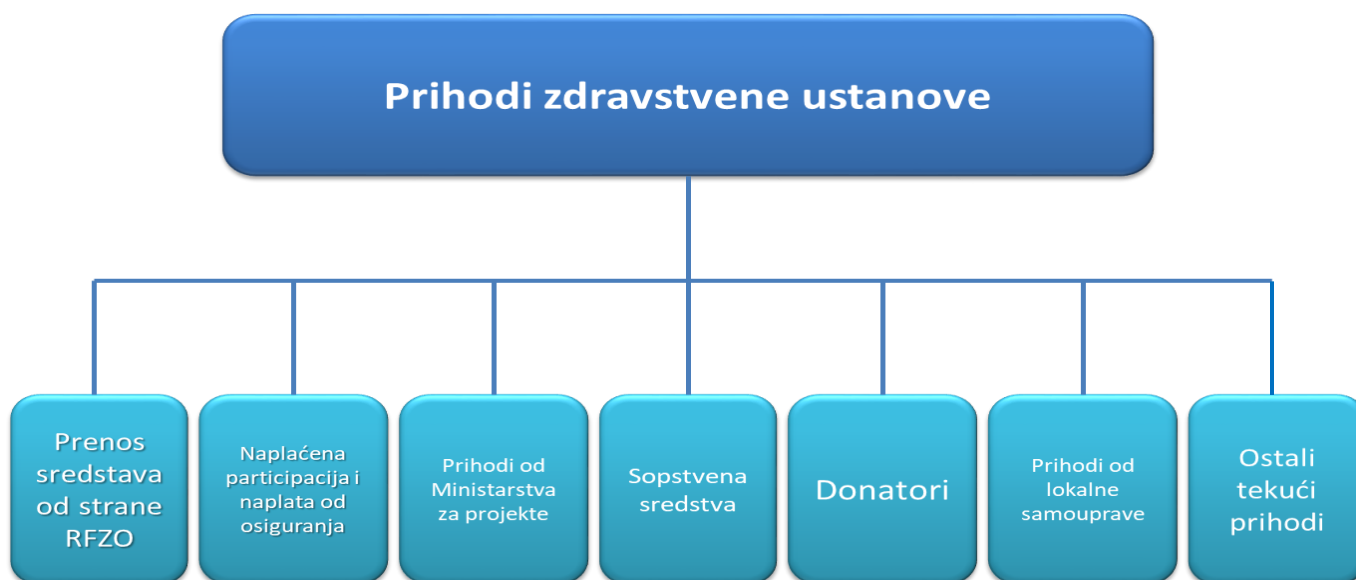 Prihodi zdravstvene ustanove
Prenos
sredstava
od strane
RFZO
Naplaćena
participacija i
naplata od
osiguranja
Prihodi od
Ministarstva
za projekte
Sopstvena
sredstva
Donatori
Prihodi od
lokalne
samouprave
Ostali
tekući
prihodi